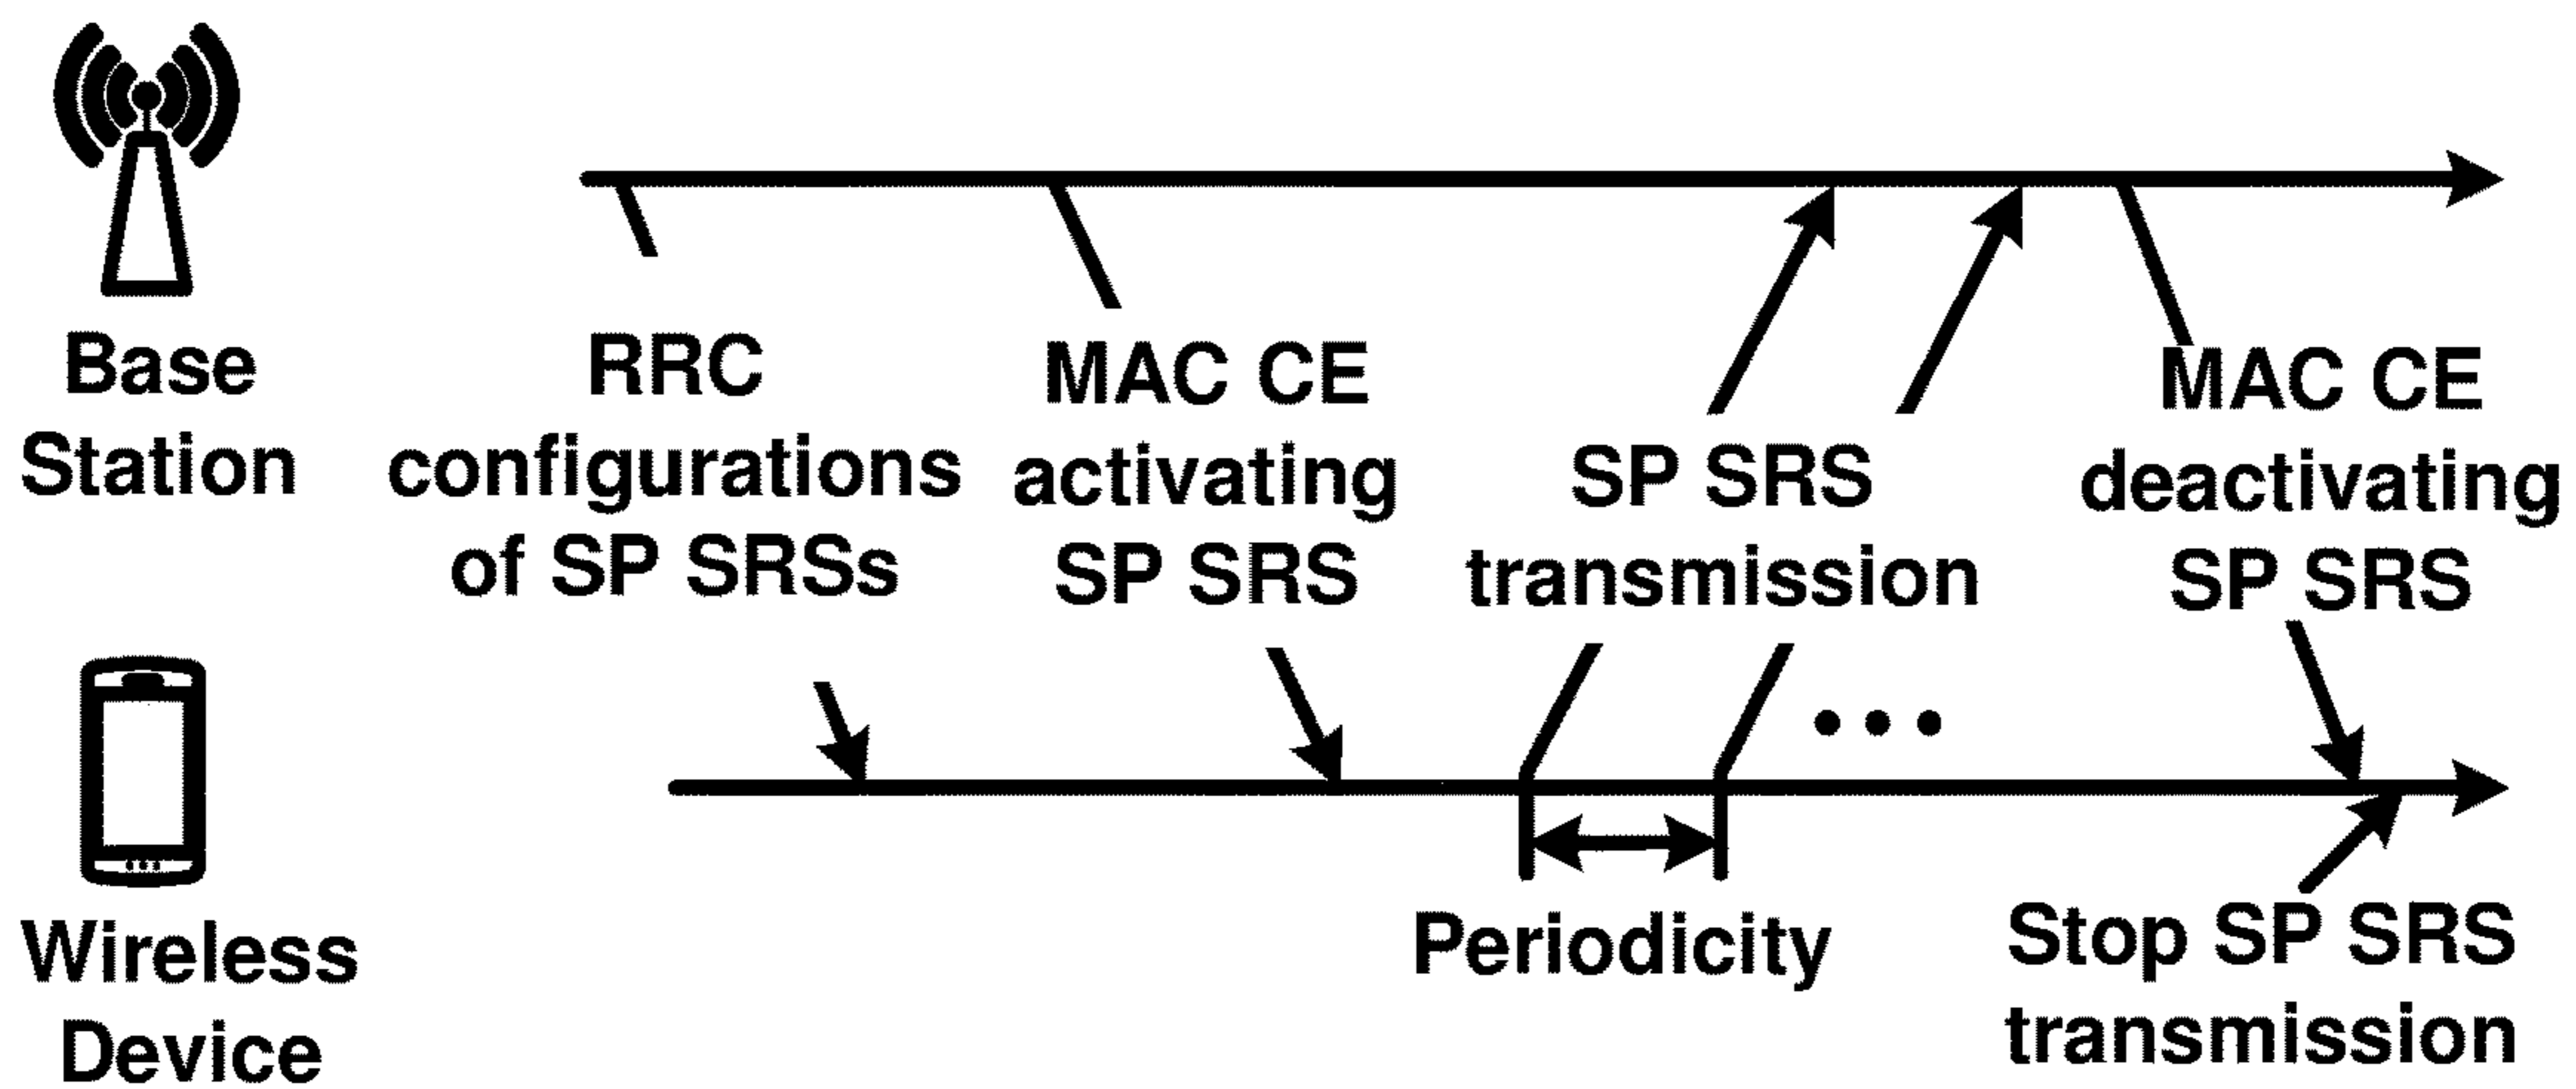 Base
Station
RRC
configurations
of SP SRSs
MAC CE
activating
SP SRS
SP SRS
transmission
MAC CE
deactivating
SP SRS
Wireless
Device
Periodicity
Stop SP SRS
transmission